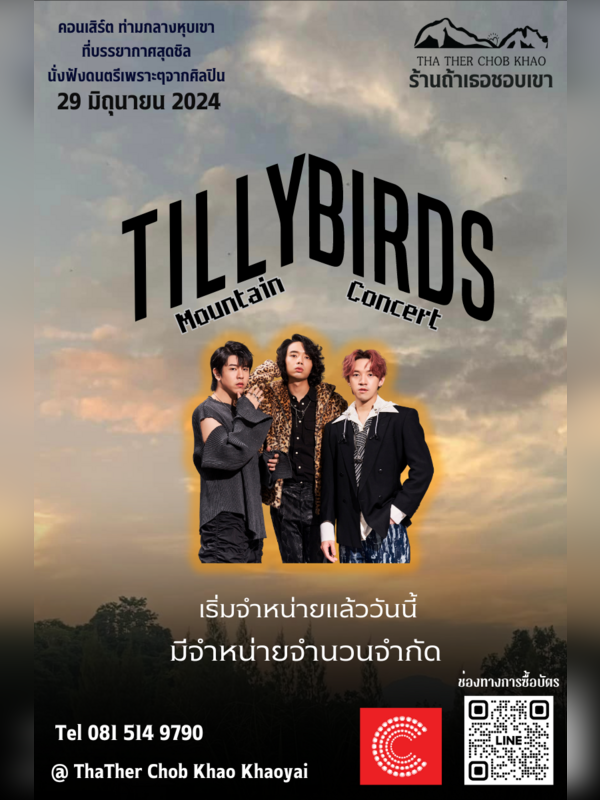 คอนเสิร์ต ท่ามกลางหุบเขา
ที่บรรยากาศสุดชิล
นั่งฟังดนตรีเพราะๆจากศิลปิน
29 มิถุนายน 2024
THA THER CHOB KHAO
ร้านถ้าเธอชอบเขา
TILLYBIRDS
Mountain Concert
เริ่มจำหน่ายแล้ววันนี้
มีจำหน่ายจำนวนจำกัด
ช่องทางการซื้อบัตร
LINE
Tel 081 514 9790
@ ThaTher Chob Khao Khaoyai